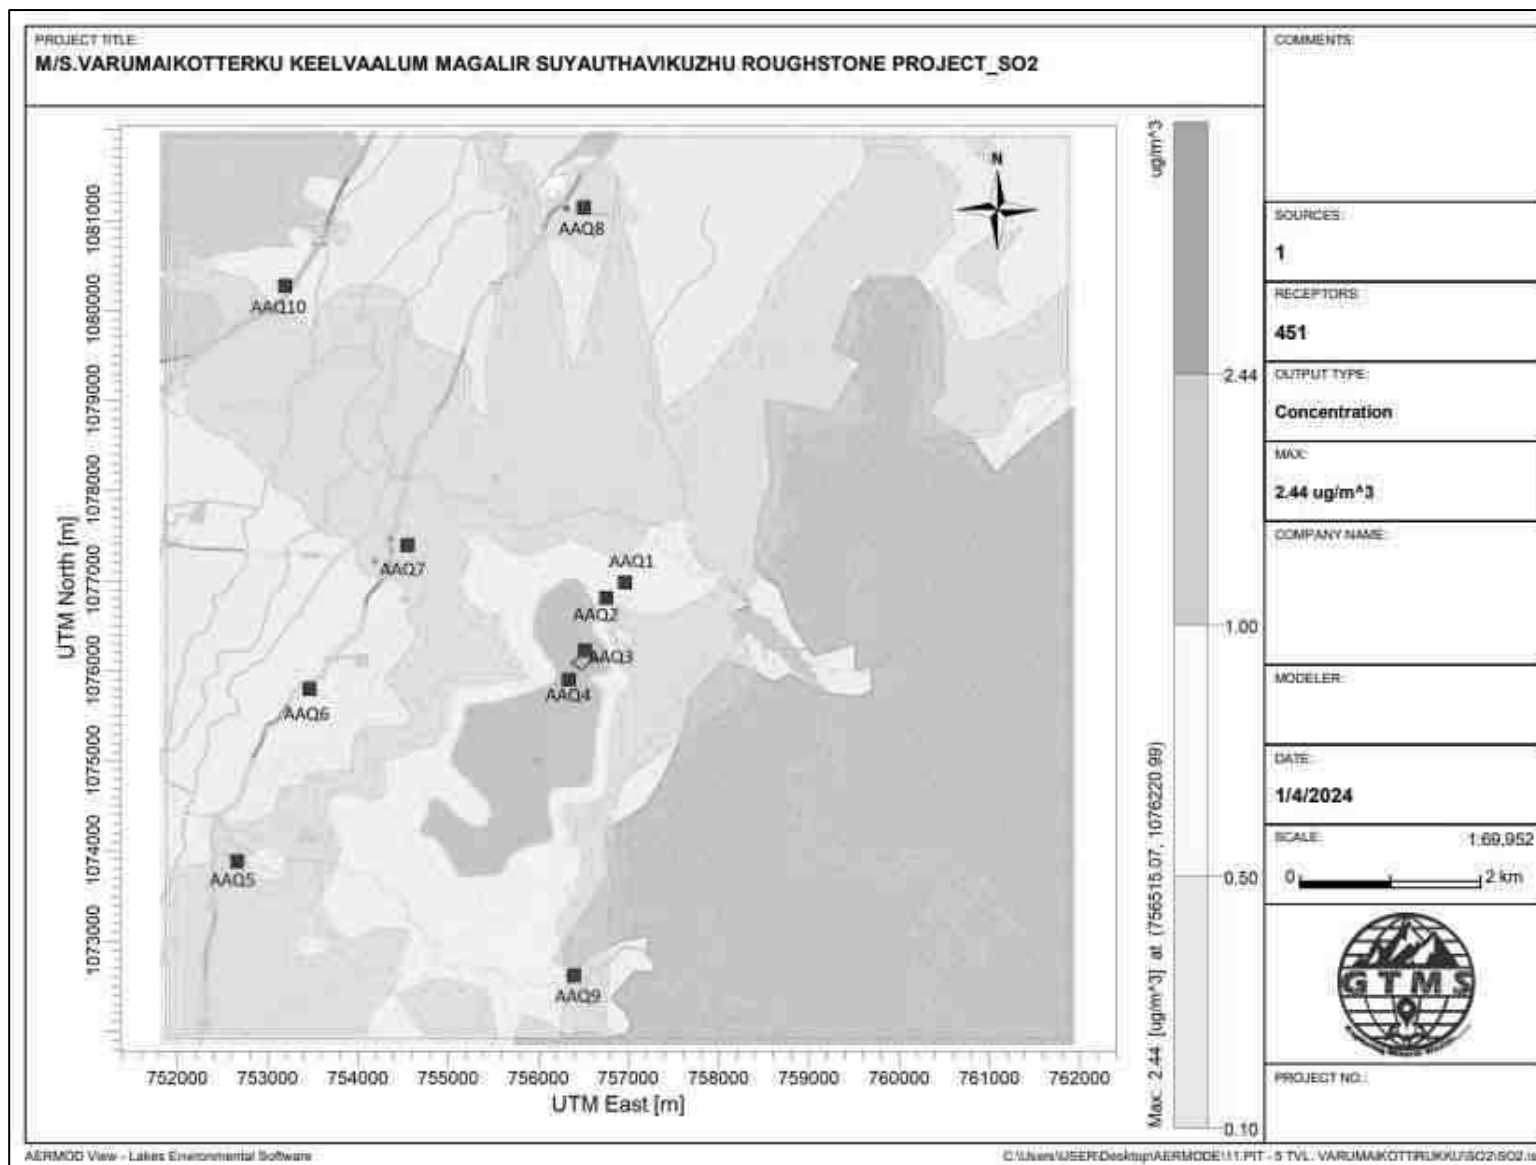 PROJECT TITLE:
M/S.VARUMAIKOTTERKU KEELVAALUM MAGALIR SUYAUTHAVIKUZHU ROUGHSTONE PROJECT_SO2
N
AAQ8
AAQ10
AAQ7
AAQ1
AAQ2
AAQ3
AAQ4
AAQ6
AAQ5
AAQ9
UTM North [m]
1081000
1080000
1079000
1078000
1077000
1076000
1075000
1074000
1073000
752000 753000 754000 755000 756000 757000 758000 759000 760000 761000 762000
UTM East [m]
ug/m^3
2.44
1.00
0.50
0.10
Max: 2.44 [ug/m^3] at (756515.07, 1076220.99)
COMMENTS:
SOURCES:
1
RECEPTORS:
451
OUTPUT TYPE:
Concentration
MAX:
2.44 ug/m^3
COMPANY NAME:
MODELER:
DATE:
1/4/2024
SCALE: 1:69,952
0 2 km
GTMS
PROJECT NO.:
AERMOD View - Lakes Environmental Software